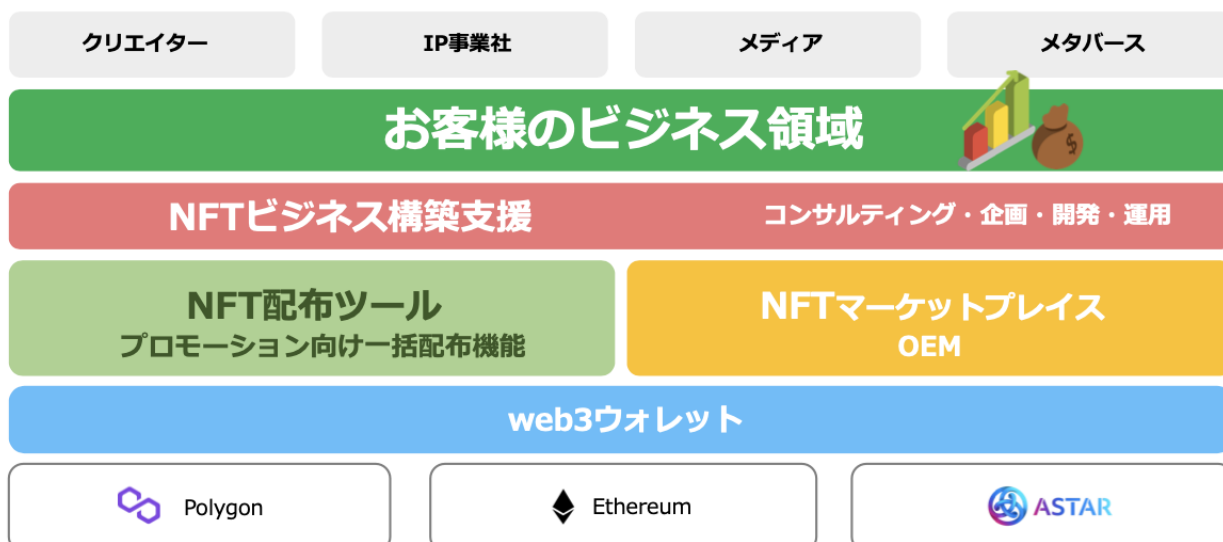 クリエイター
IP事業社
メディア
メタバース
お客様のビジネス領域
$
NFTビジネス構築支援
コンサルティング・企画・開発・運用
NFT配布ツール
プロモーション向け一括配布機能
NFTマーケットプレイス
OEM
web3ウォレット
Polygon
Ethereum
ASTAR